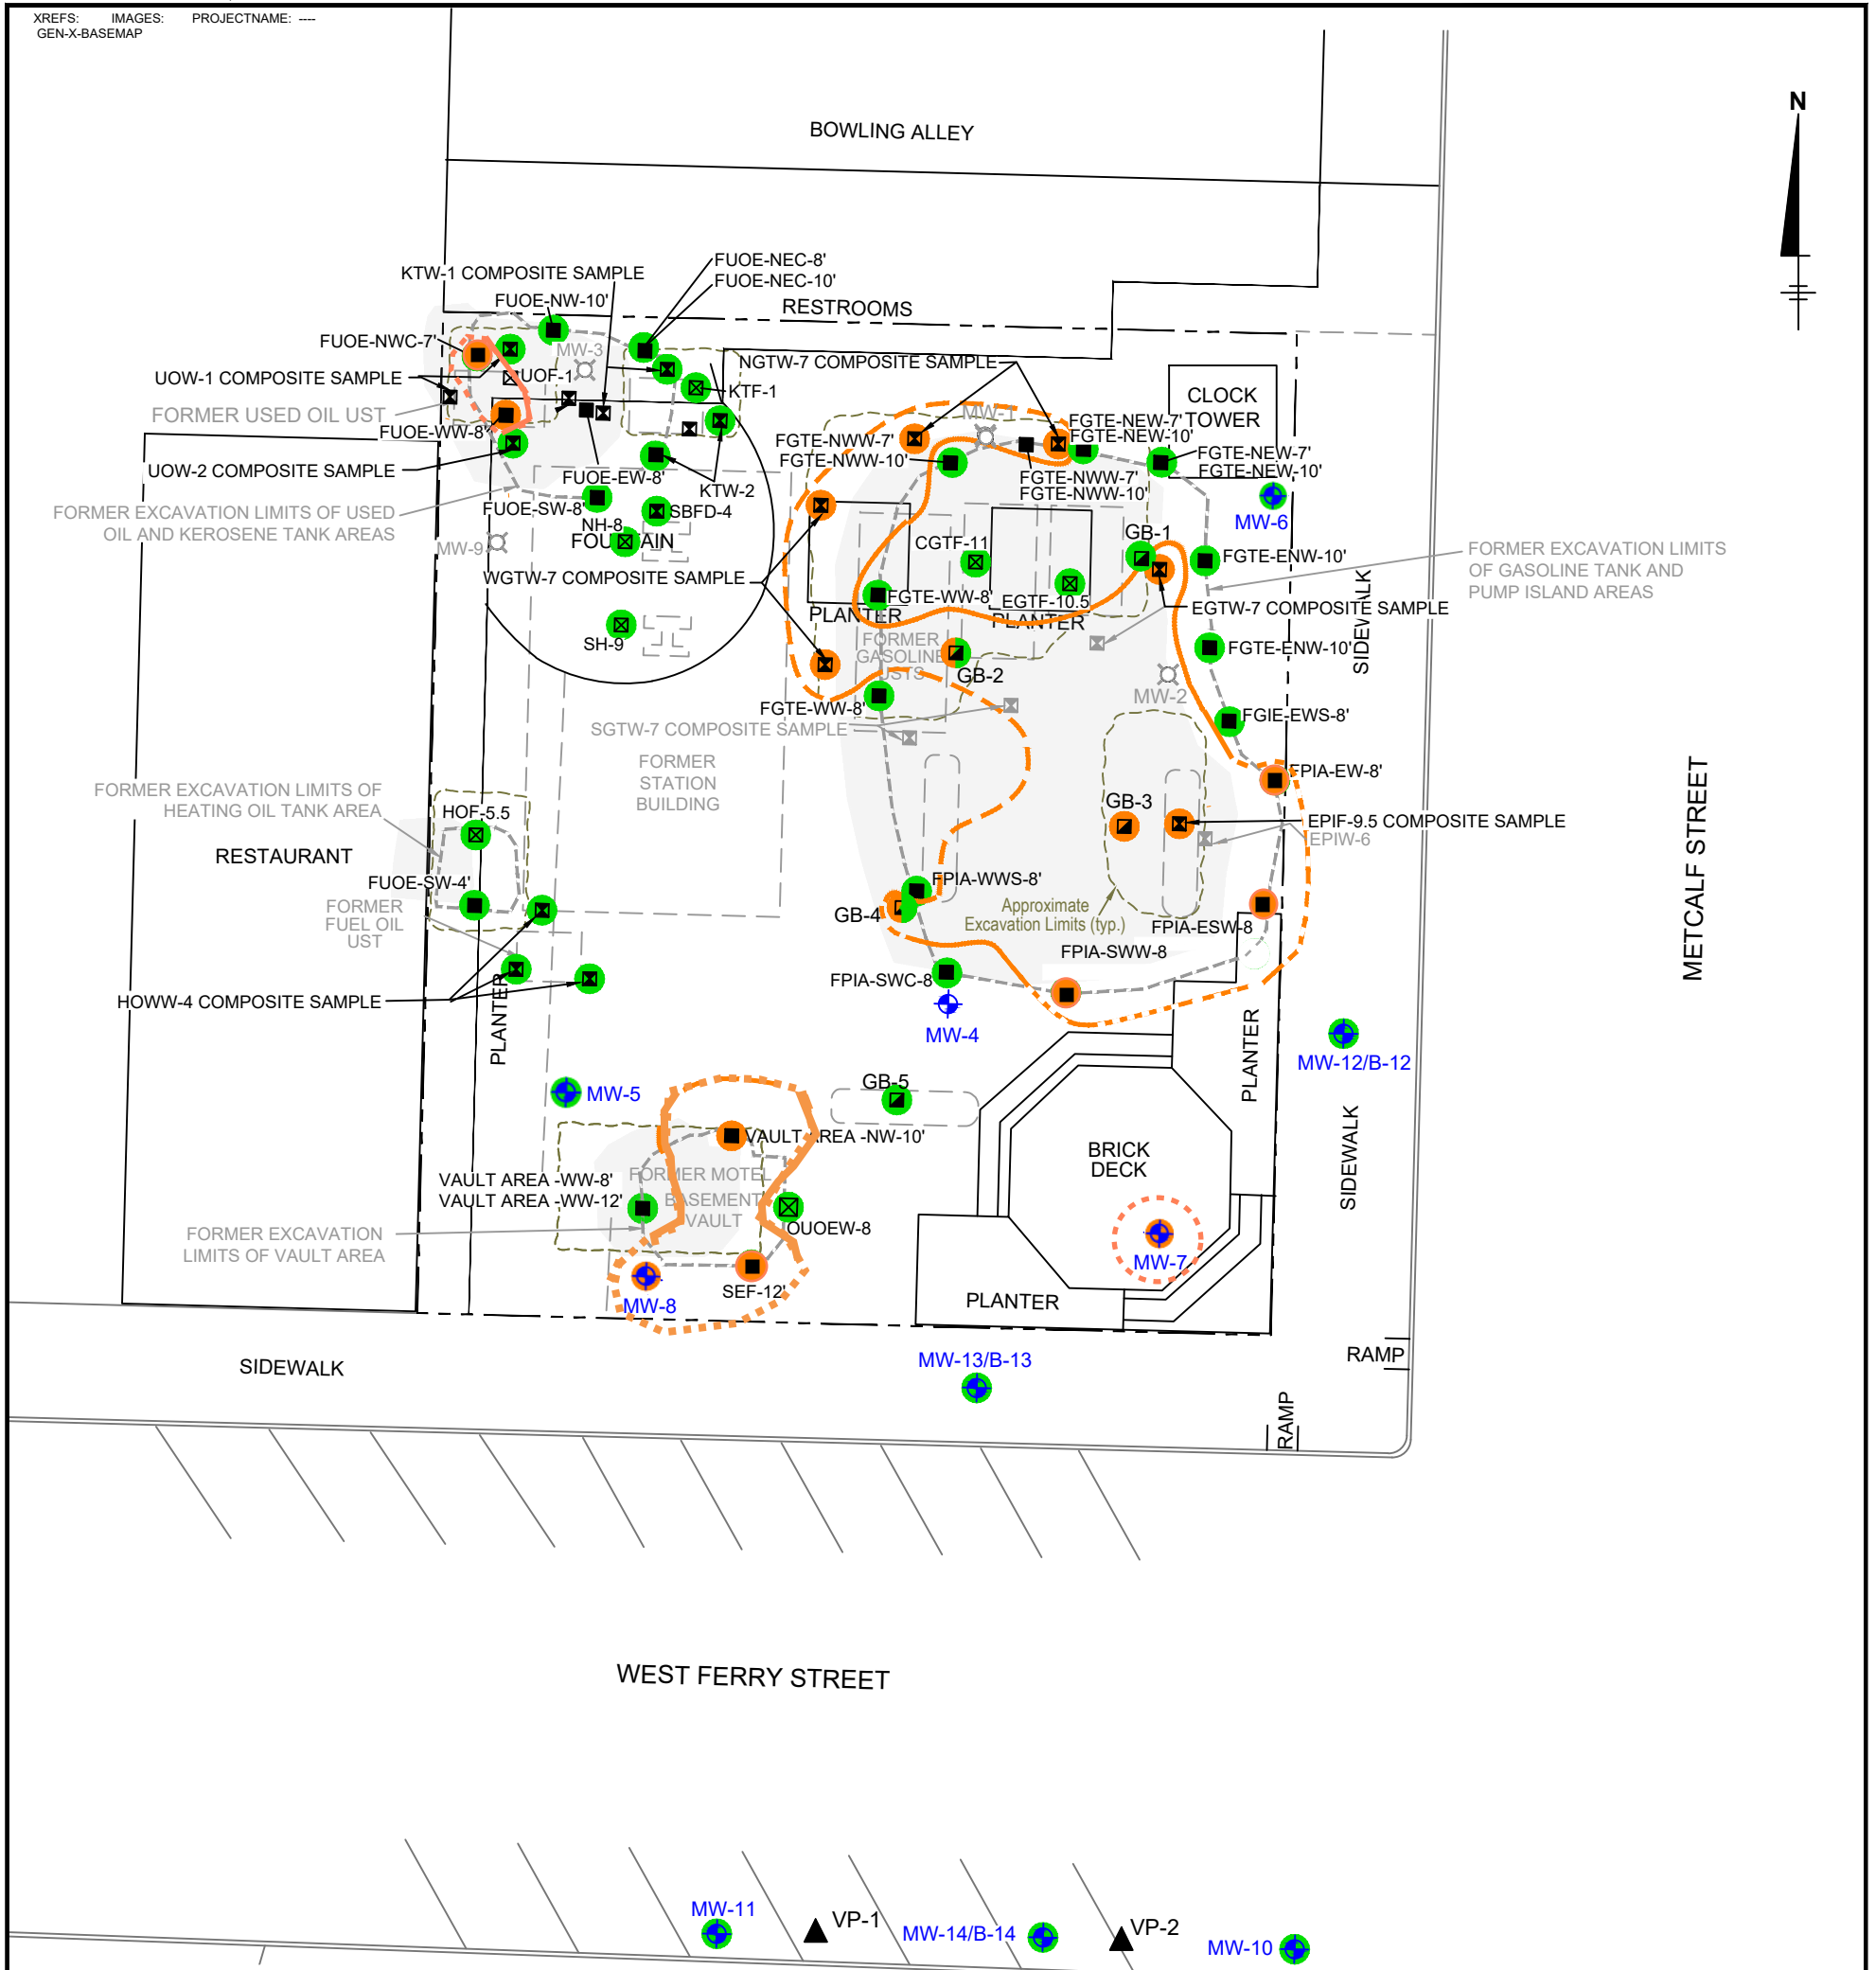 XREFS: IMAGES: PROJECTNAME: ----
GEN-X-BASEMAP
N
BOWLING ALLEY
FUOE-NEC-8'
KTW-1 COMPOSITE SAMPLE
FUOE-NEC-10'
FUOE-NW-10'
RESTROOMS
FUOE-NWC-7'
MW-3
NGTW-7 COMPOSITE SAMPLE
UOW-1 COMPOSITE SAMPLE
UOF-1
KTF-1
CLOCK
TOWER
FORMER USED OIL UST
MW-1
FUOE-WW-8'
FGTE-NWW-7'
FGTE-NWW-10'
FGTE-NEW-7'
FGTE-NEW-10'
FGTE-NEW-7'
FGTE-NEW-10'
UOW-2 COMPOSITE SAMPLE
FUOE-EW-8'
KTW-2
FGTE-NWW-7'
FGTE-NWW-10'
FORMER EXCAVATION LIMITS OF USED
OIL AND KEROSENE TANK AREAS
FUOE-SW-8'
SBFD-4
NH-8
FOUNTAIN
MW-9
MW-6
CGTF-11
GB-1
FGTE-ENW-10'
FORMER EXCAVATION LIMITS
OF GASOLINE TANK AND
PUMP ISLAND AREAS
WGTW-7 COMPOSITE SAMPLE
FGTE-WW-8'
EGTF-10.5
EGTW-7 COMPOSITE SAMPLE
PLANTER
PLANTER
SIDEWALK
SH-9
FORMER
GASOLINE
USTS
GB-2
FGTE-ENW-10'
MW-2
FGTE-WW-8'
FGIE-EWS-8'
SGTW-7 COMPOSITE SAMPLE
FORMER
STATION
BUILDING
FPIA-EW-8'
METCALF STREET
FORMER EXCAVATION LIMITS OF
HEATING OIL TANK AREA
HOF-5.5
GB-3
EPIF-9.5 COMPOSITE SAMPLE
EPIW-6
RESTAURANT
FUOE-SW-4'
FPIA-WWS-8'
FORMER
FUEL OIL
UST
GB-4
Approximate
Excavation Limits (typ.)
FPIA-ESW-8
FPIA-SWW-8
FPIA-SWC-8
HOWW-4 COMPOSITE SAMPLE
PLANTER
MW-4
PLANTER
MW-12/B-12
MW-5
GB-5
VAULT AREA -NW-10'
BRICK
DECK
SIDEWALK
VAULT AREA -WW-8'
VAULT AREA -WW-12'
FORMER MOTEL
BASEMENT
VAULT
OUOEW-8
FORMER EXCAVATION
LIMITS OF VAULT AREA
MW-7
SEF-12'
MW-8
PLANTER
SIDEWALK
MW-13/B-13
RAMP
RAMP
WEST FERRY STREET
MW-11
VP-1
MW-14/B-14
VP-2
MW-10